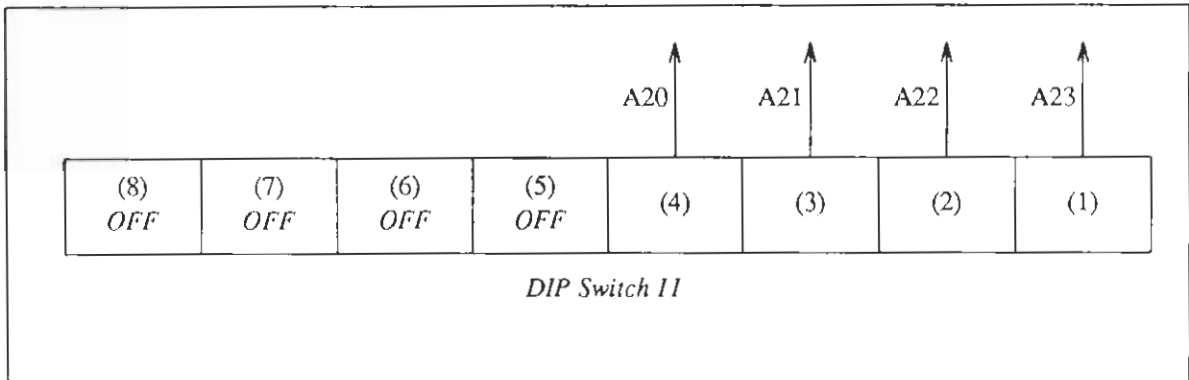 A20 A21 A22 A23
(8) (7) (6) (5) (4) (3) (2) (1)
OFF OFF OFF OFF
DIP Switch 11